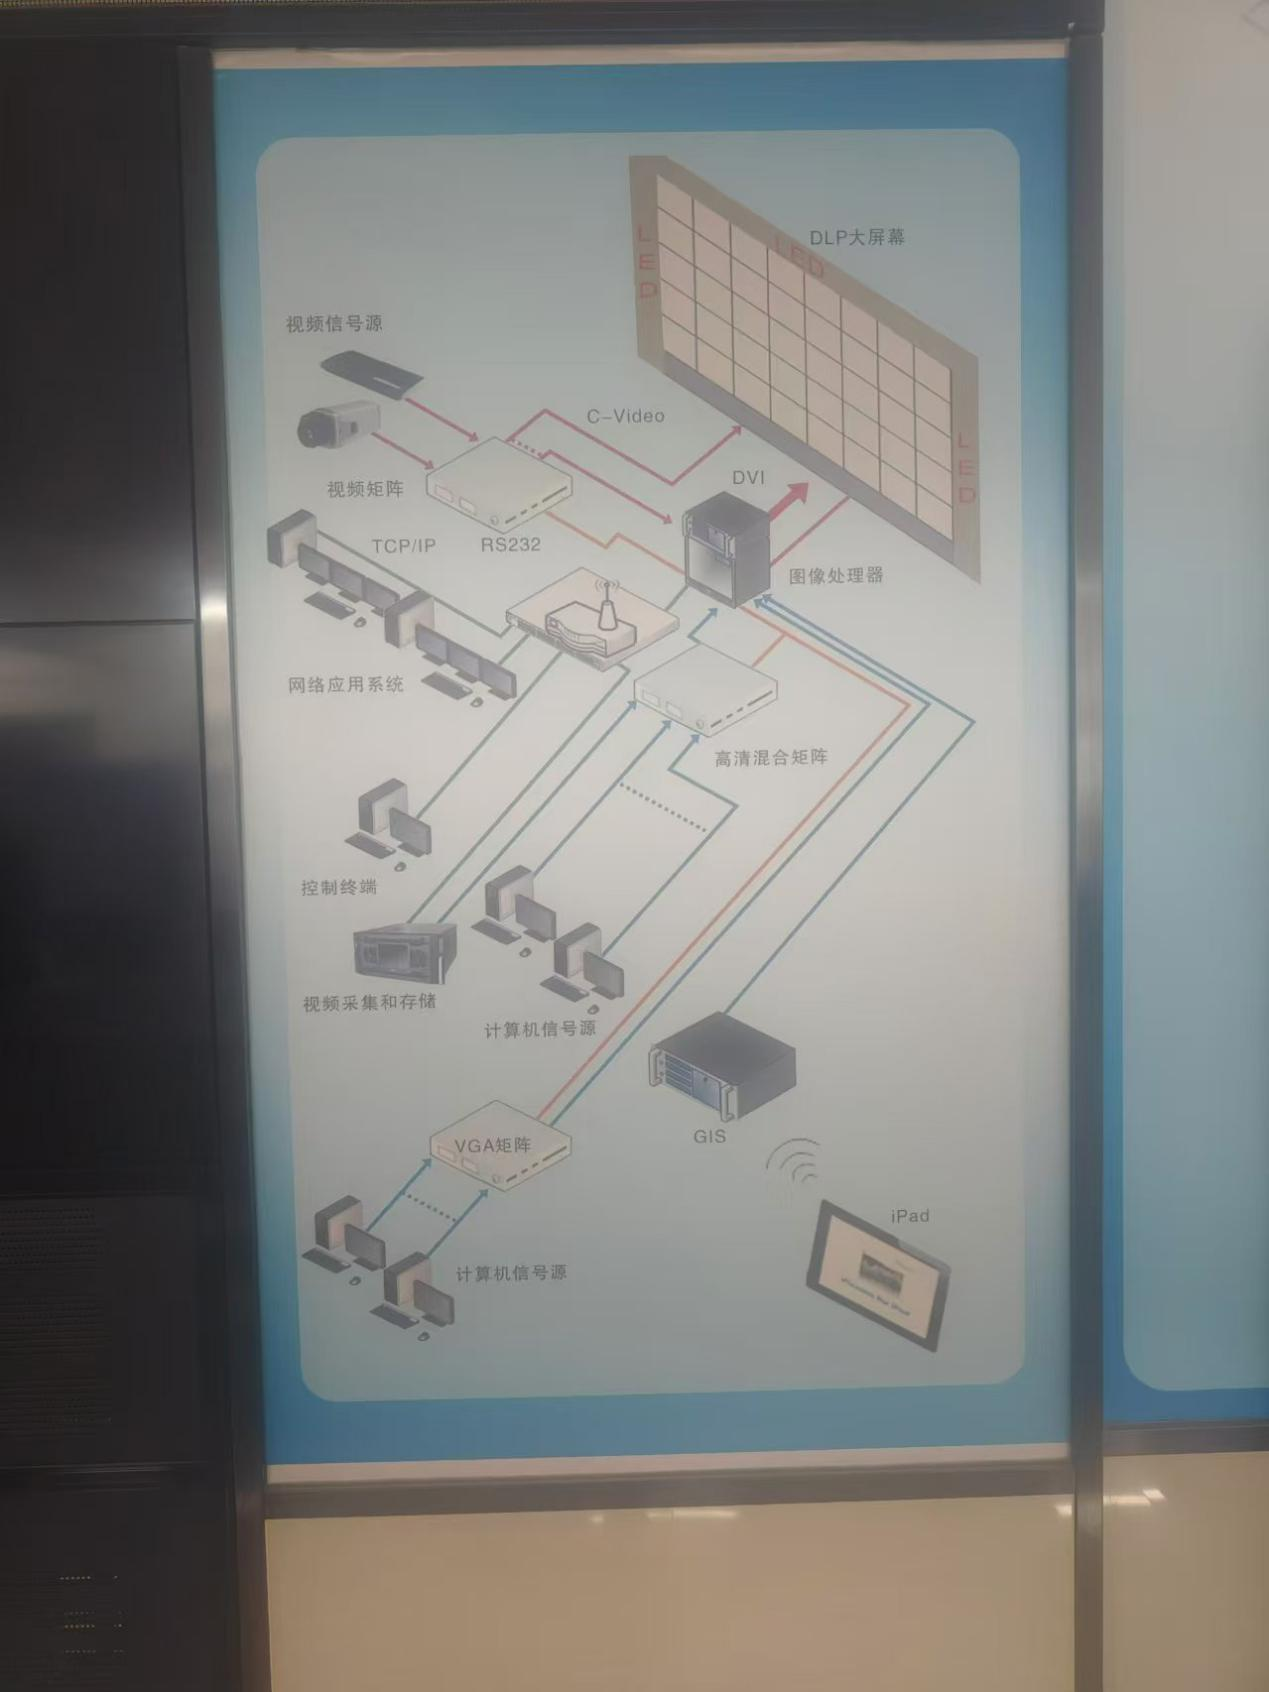 DLP大屏幕
LED
LED
LED
视频信号源
C-Video
DVI
视频矩阵
TCP/IP
RS232
图像处理器
网络应用系统
高清混合矩阵
控制终端
视频采集和存储
计算机信号源
GIS
VGA矩阵
iPad
计算机信号源